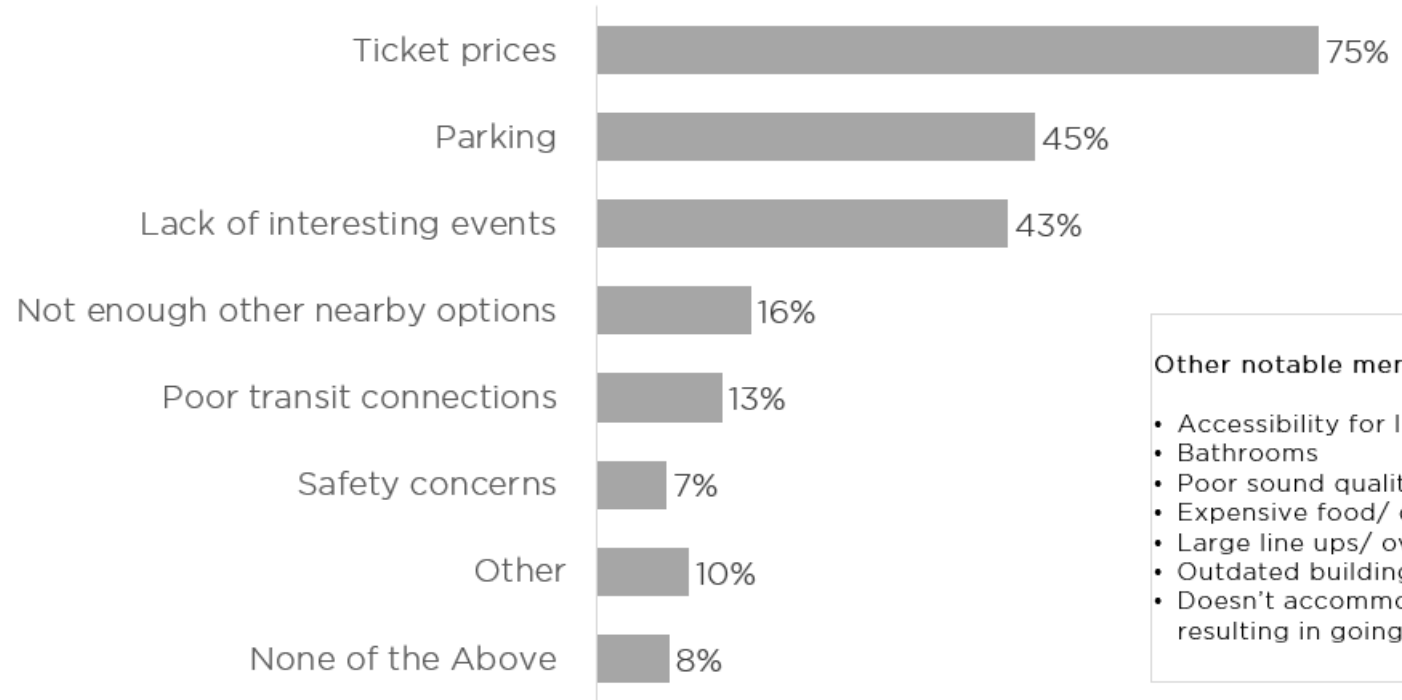 Ticket prices 75%
Parking 45%
Lack of interesting events 43%
Not enough other nearby options 16%
Poor transit connections 13%
Safety concerns 7%
Other 10%
None of the Above 8%
Other notable
• Accessibility for
• Bathrooms
• Poor sound
• Expensive food/
• Large line ups/
• Outdated
• Doesn't
resulting in going